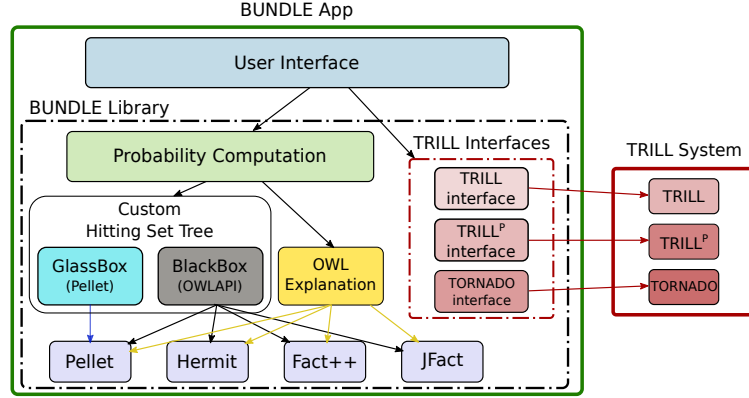 BUNDLE App
User Interface
BUNDLE Library
Probability Computation
TRILL Interfaces
TRILL System
TRILL
interface
TRILL
Custom
Hitting Set Tree
TRILLᴾ
interface
TRILLᴾ
GlassBox
(Pellet)
BlackBox
(OWLAPI)
OWL
Explanation
TORNADO
interface
TORNADO
Pellet
Hermit
Fact++
JFact